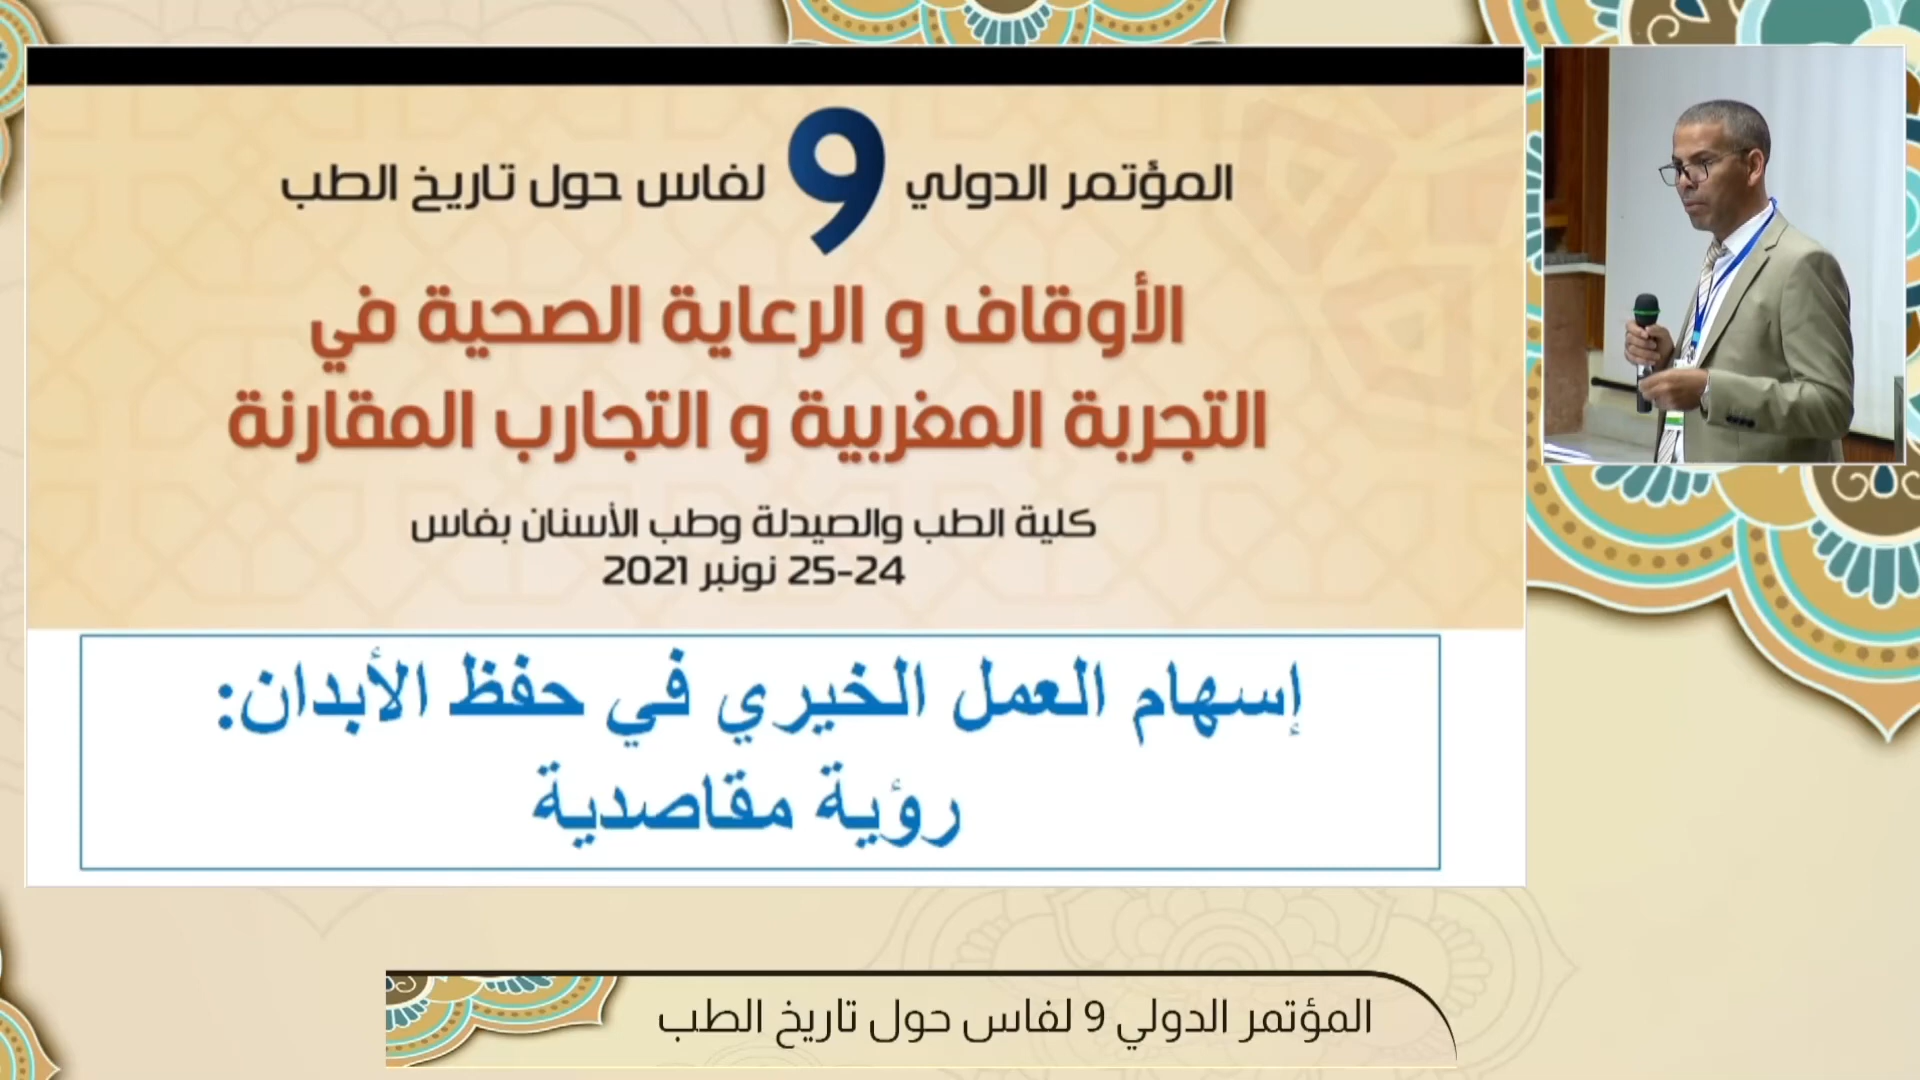 المؤتمر الدولي 9 لفاس حول تاريخ الطب
الأوقاف و الرعاية الصحية في
التجربة المغربية و التجارب المقارنة
كلية الطب والصيدلة وطب الأسنان بفاس
24-25 نونبر 2021
إسهام العمل الخيري في حفظ الأبدان:
رؤية مقاصدية
المؤتمر الدولي 9 لفاس حول تاريخ الطب